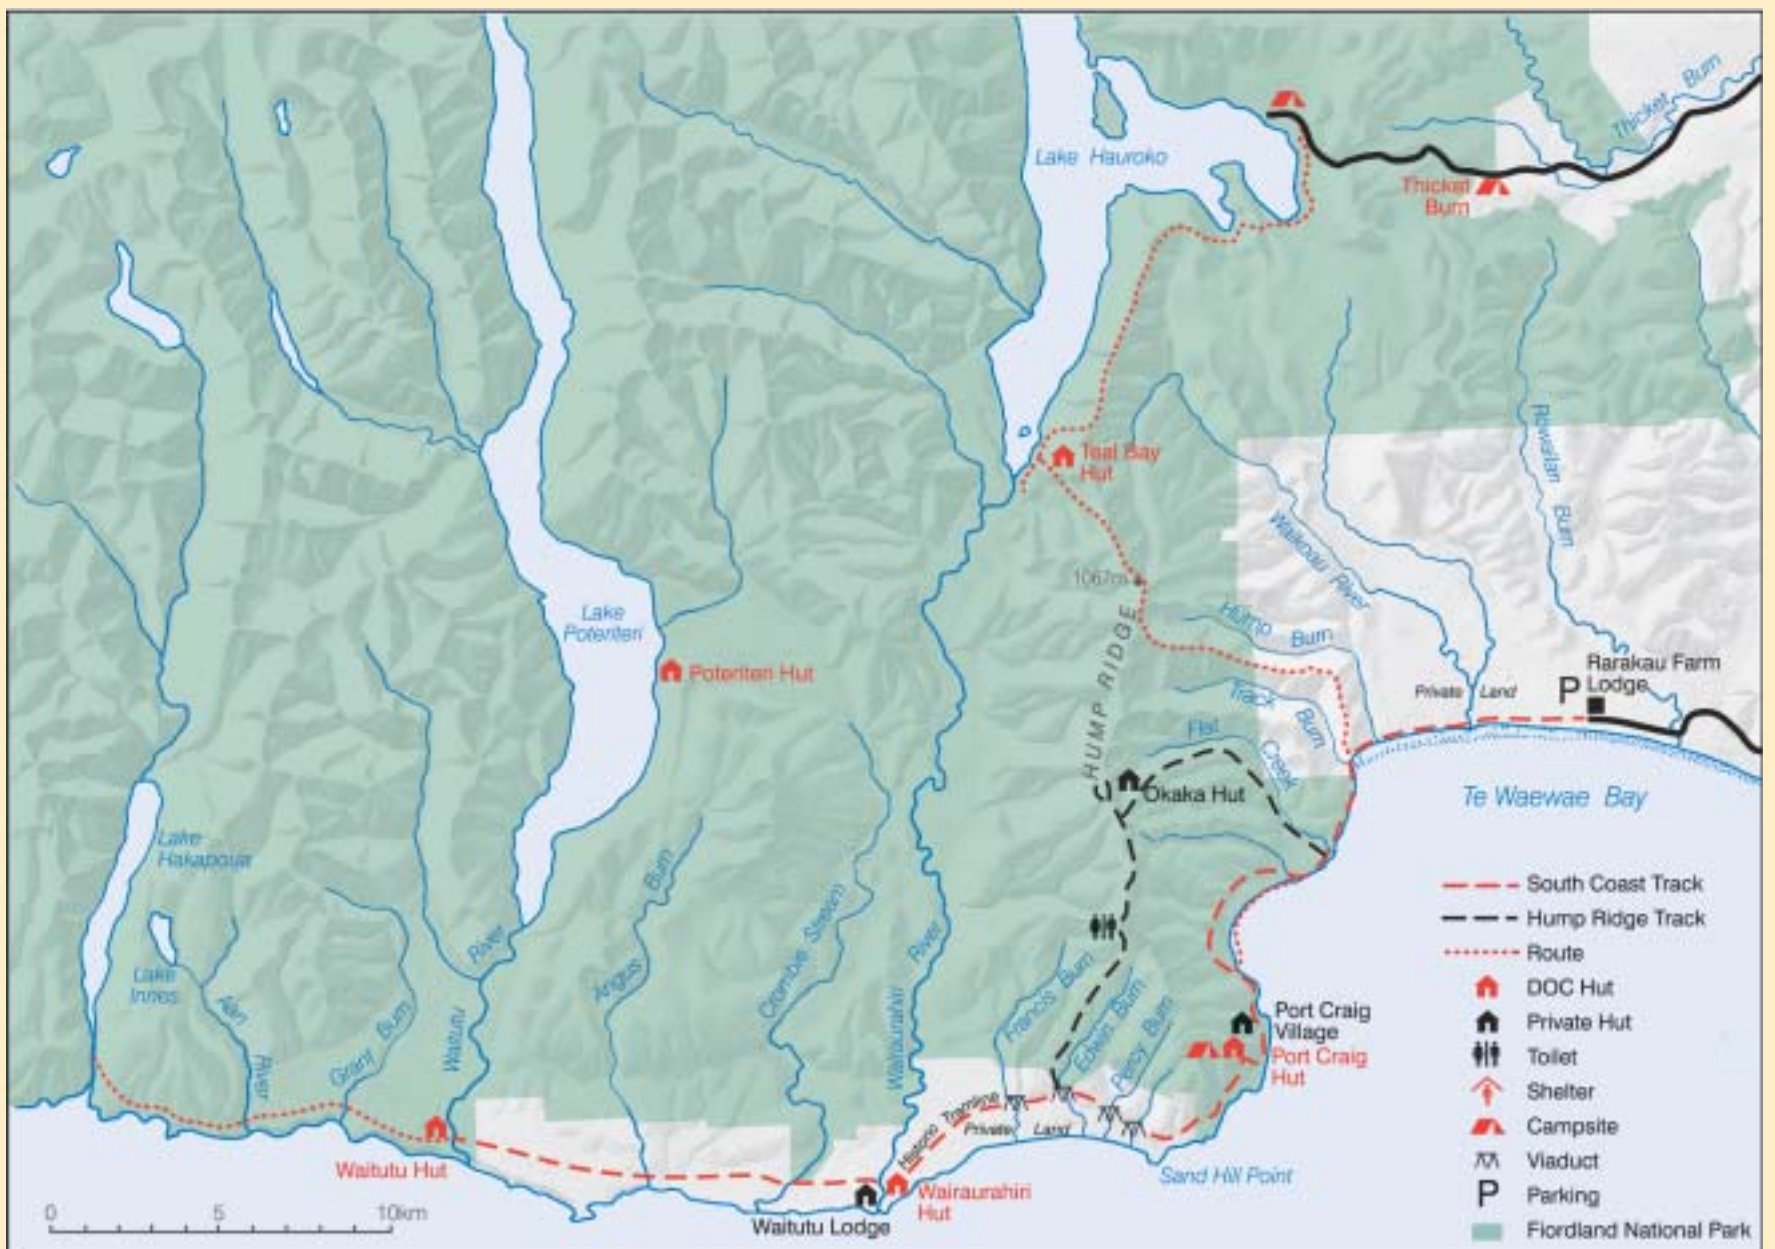 Thicket Burn
Lake Hauroko
Thicket
Burn
Teal Bay
Hut
Rowallan Burn
Waikoau River
1067m
HUMP RIDGE
Hump Burn
Lake
Poteriteri
Poteriteri Hut
Private Land
Rarakau Farm
Lodge
P
Track Burn
Flat Creek
Okaka Hut
Te Waewae Bay
Lake
Hakapoua
Lake
Innes
Alan River
Grant Burn
Waitutu River
Angus Burn
Crombie Stream
Wairaurahiri River
Francis Burn
Edwin Burn
Percy Burn
Port Craig
Village
Port Craig
Hut
Historic Tramline
Private Land
Sand Hill Point
Waitutu Hut
Wairaurahiri
Hut
Waitutu Lodge
0 5 10km
South Coast Track
Hump Ridge Track
Route
DOC Hut
Private Hut
Toilet
Shelter
Campsite
Viaduct
P Parking
Fiordland National Park